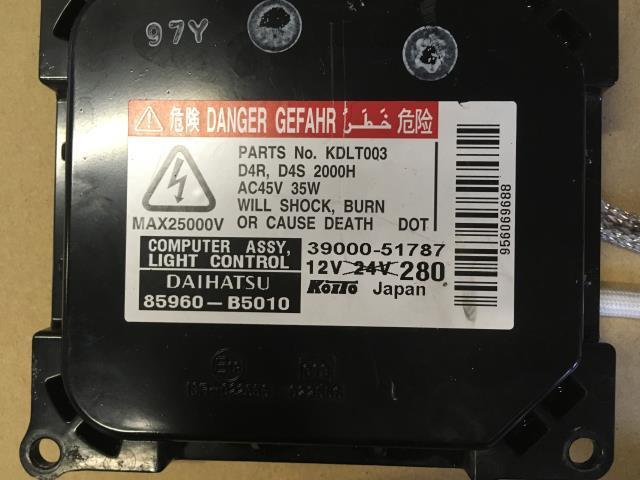 97Y
⚠ 危険 DANGER GEFAHR خَطَرٌ 危险
PARTS No. KDLT003
D4R, D4S 2000H
AC45V 35W
WILL SHOCK, BURN
OR CAUSE DEATH DOT
MAX25000V
COMPUTER ASSY,
LIGHT CONTROL
DAIHATSU
85960-B5010
39000-51787
12V 24V 280
KOITO Japan
956069688